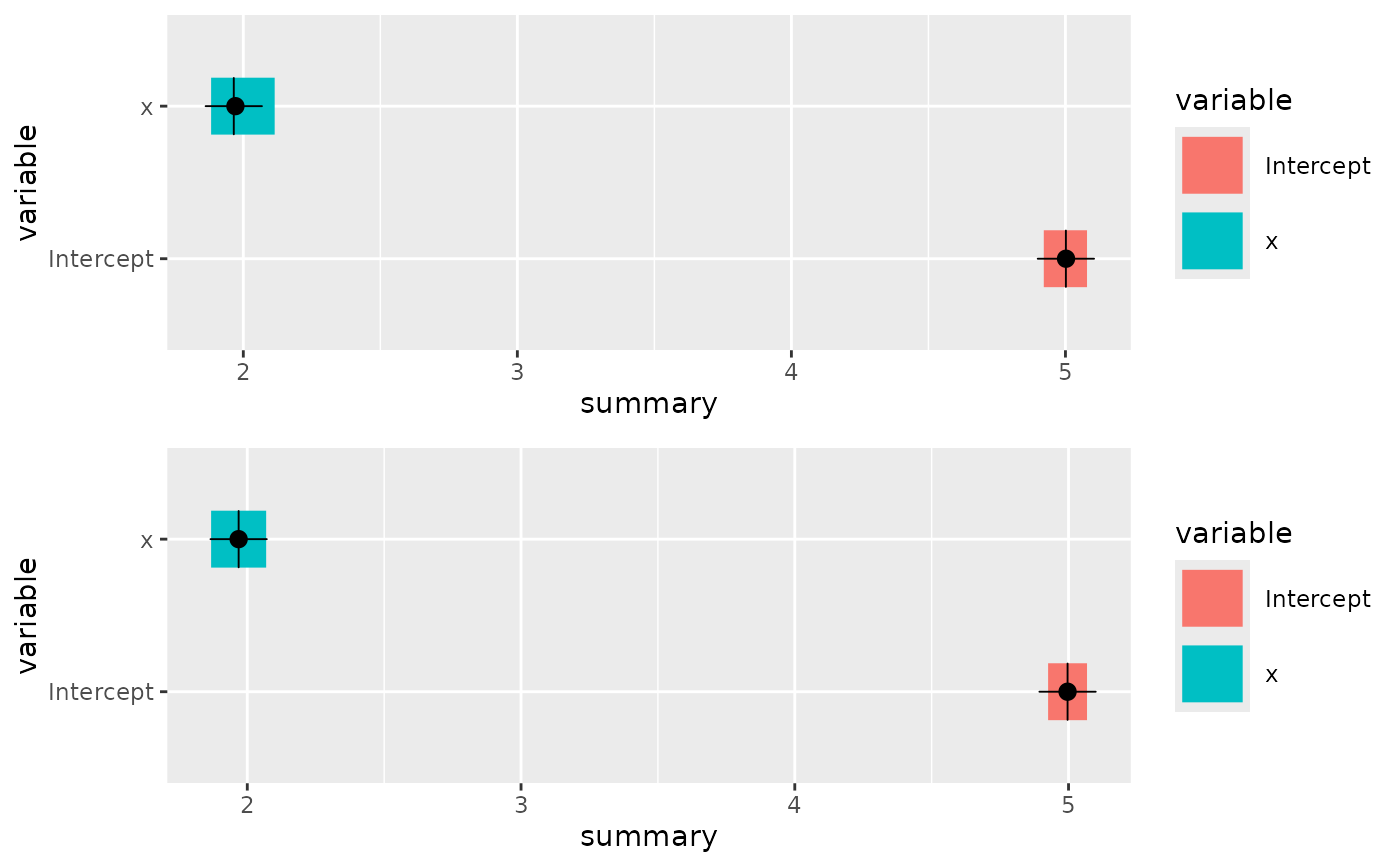 variable
x
Intercept
2 3 4 5
summary
variable
Intercept
x
variable
x
Intercept
2 3 4 5
summary
variable
Intercept
x